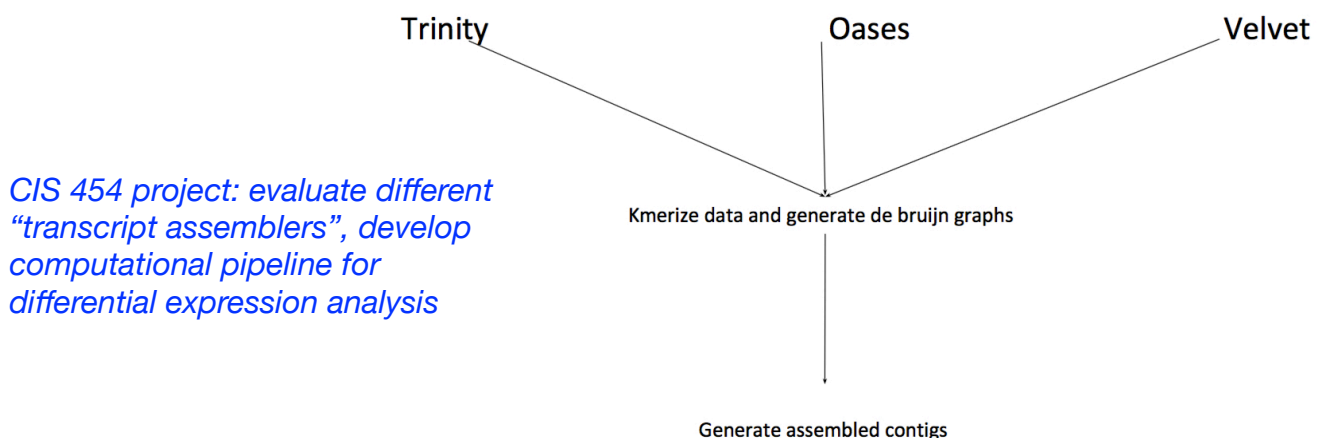 Trinity Oases Velvet
CIS 454 project: evaluate different
“transcript assemblers”, develop
computational pipeline for
differential expression analysis
Kmerize data and generate de bruijn graphs
Generate assembled contigs